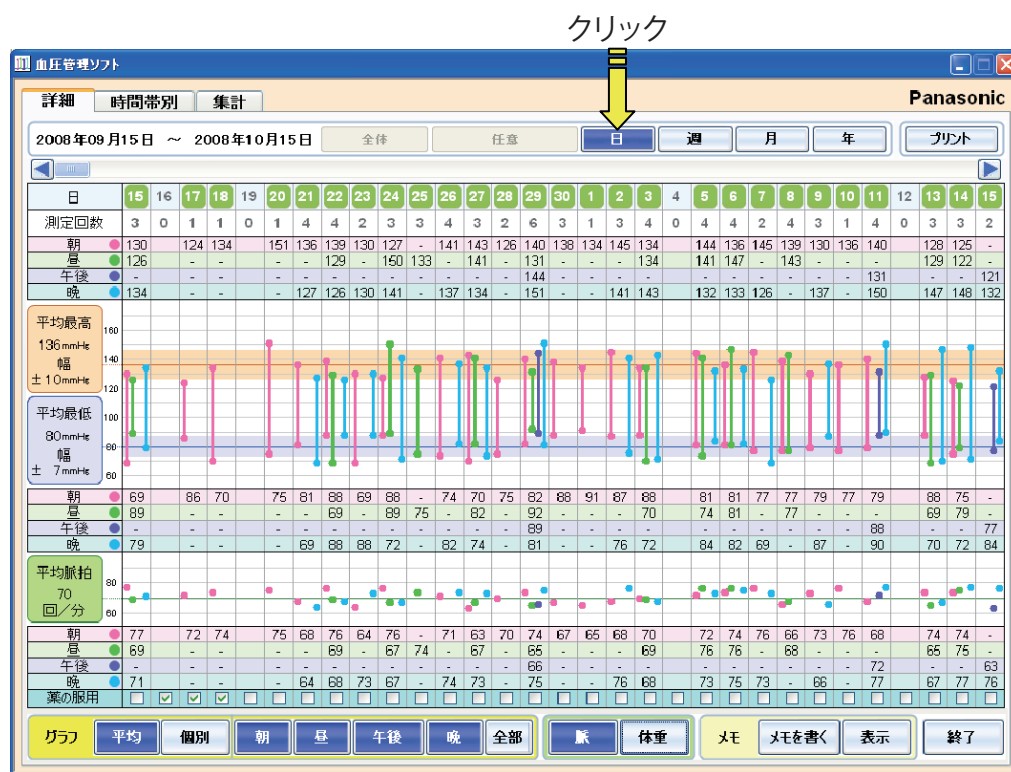 クリック
血圧管理ソフト
詳細 時間帯別 集計 Panasonic
2008年09月15日 ～ 2008年10月15日 全体 任意 日 週 月 年 プリント
日 15 16 17 18 19 20 21 22 23 24 25 26 27 28 29 30 1 2 3 4 5 6 7 8 9 10 11 12 13 14 15
測定回数 3 0 1 1 0 1 4 4 2 3 3 4 3 2 6 3 1 2 3 0 4 4 2 4 3 1 4 0 4 3 2
朝 130 124 134 151 136 139 130 127 - 141 143 126 140 138 134 145 134 144 136 145 139 130 136 140 128 125 -
昼 126 - - - - 129 - 150 133 - 141 - 131 - - - 134 141 147 - 143 - - - 129 122 -
午後 - - - - - - - - - - - - 144 - - - - - - - - - - 131 - - 121
晩 134 - - - 127 126 130 141 - 137 134 - 151 - - 141 143 132 133 126 - 137 - 150 147 148 132
平均最高
136mmHg
幅
±10mmHg
160
140
120
平均最低
80mmHg
幅
± 7mmHg
100
80
60
朝 69 86 70 75 81 88 69 88 - 74 70 75 82 88 91 87 88 81 81 77 77 79 77 79 88 75 -
昼 89 - - - - 69 - 89 75 - 82 - 92 - - - 70 74 81 - 77 - - - 69 79 -
午後 - - - - - - - - - - - - 89 - - - - - - - - - - 88 - - 77
晩 79 - - - 69 88 88 72 - 82 74 - 81 - - 76 72 84 82 69 - 87 - 90 70 72 84
平均脈拍
70
回／分
80
60
朝 77 72 74 75 68 76 64 76 - 71 63 70 74 67 65 68 70 72 74 76 66 73 76 68 74 74 -
昼 69 - - - - 69 - 67 74 - 67 - 65 - - - 69 76 76 - 68 - - - 65 75 -
午後 - - - - - - - - - - - - 66 - - - - - - - - - - 72 - - 63
晩 71 - - - 64 68 73 67 - 74 73 - 75 - - 76 68 73 75 73 - 66 - 77 67 77 76
薬の服用
グラフ 平均 個別 朝 昼 午後 晩 全部 脈 体重 メモ メモを書く 表示 終了